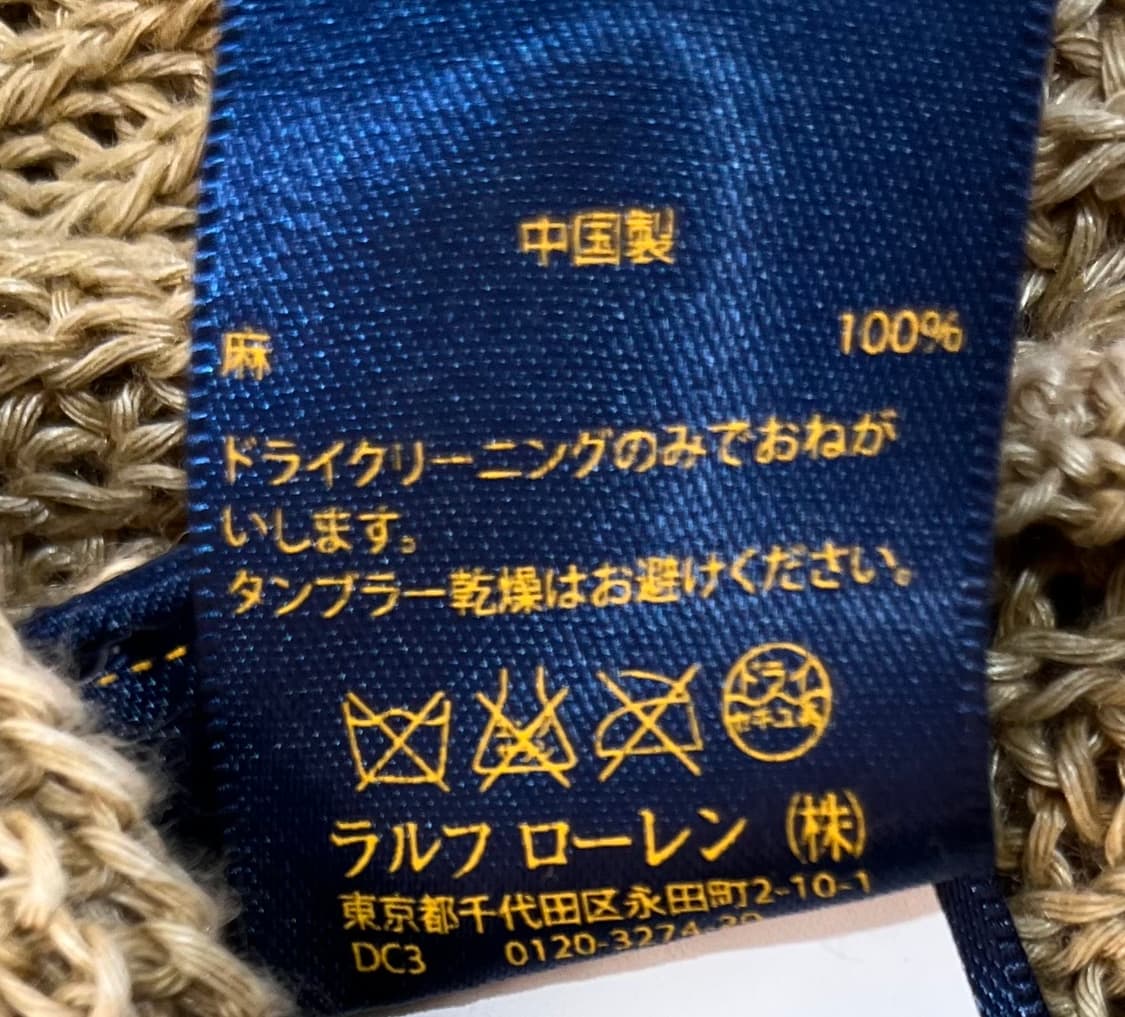 中国製
麻 100%
ドライクリーニングのみでおねが
いします。
タンブラー乾燥はお避けください。
ドライ
セキユ系
ラルフ ローレン (株)
東京都千代田区永田町2-10-1
DC3 0120-3274-20